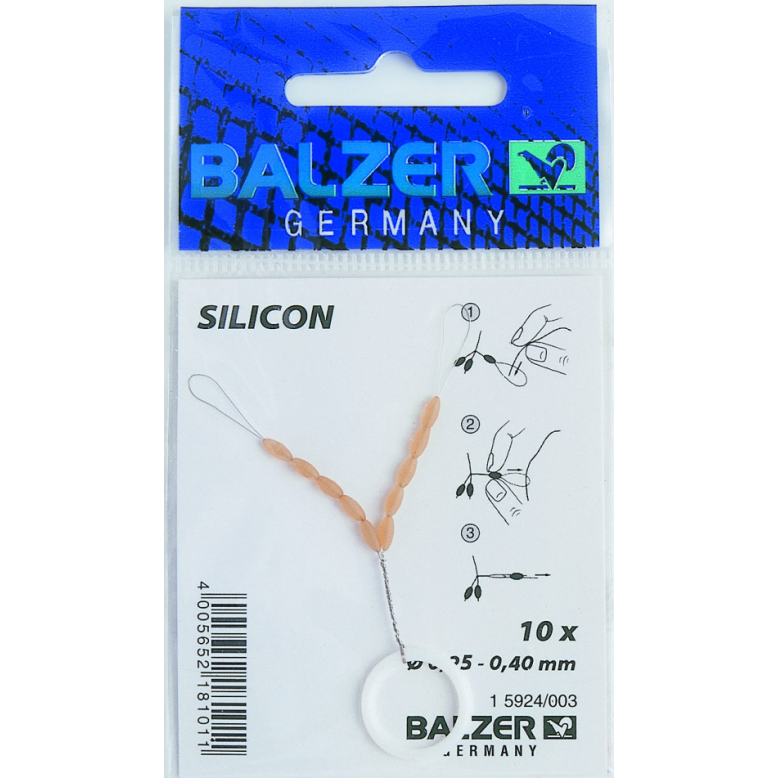 BALZER
GERMANY
SILICON
1
2
3
10 x
- 0,40 mm
1 5924/003
BALZER
GERMANY
4 005652 181011